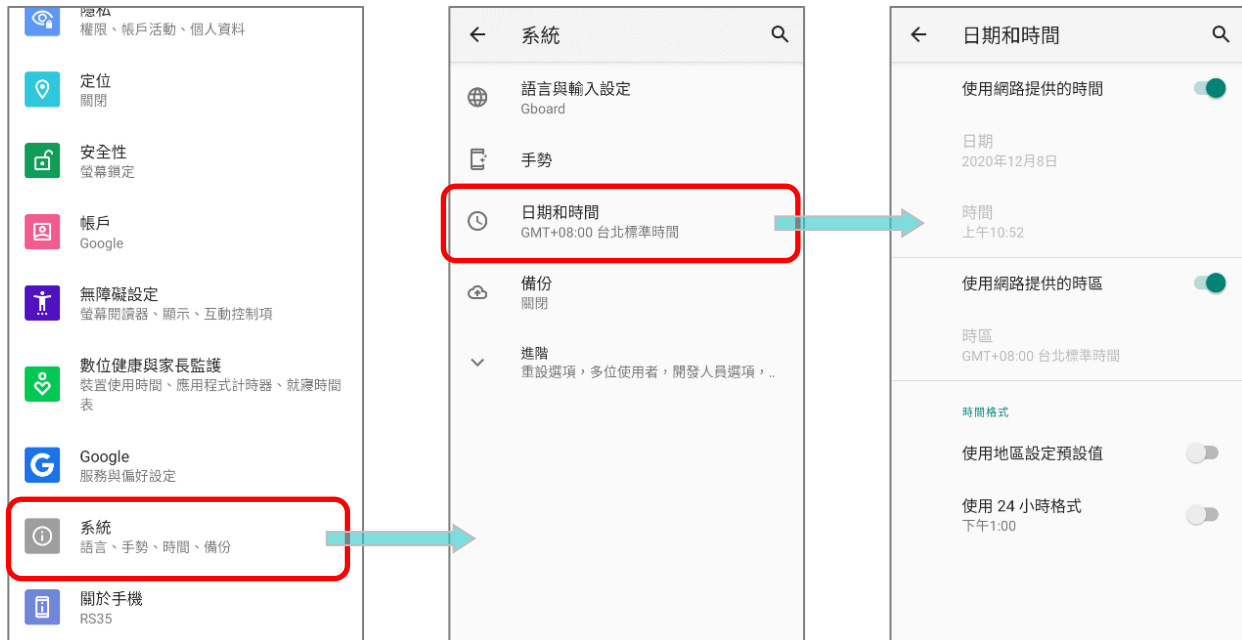 隱私
權限、帳戶活動、個人資料
定位
關閉
安全性
螢幕鎖定
帳戶
Google
無障礙設定
螢幕閱讀器、顯示、互動控制項
數位健康與家長監護
裝置使用時間、應用程式計時器、就寢時間
表
Google
服務與偏好設定
系統
語言、手勢、時間、備份
關於手機
RS35
系統
語言與輸入設定
Gboard
手勢
日期和時間
GMT+08:00 台北標準時間
備份
關閉
進階
重設選項，多位使用者，開發人員選項，..
日期和時間
使用網路提供的時間
日期
2020年12月8日
時間
上午10:52
使用網路提供的時區
時區
GMT+08:00 台北標準時間
時間格式
使用地區設定預設值
使用 24 小時格式
下午1:00